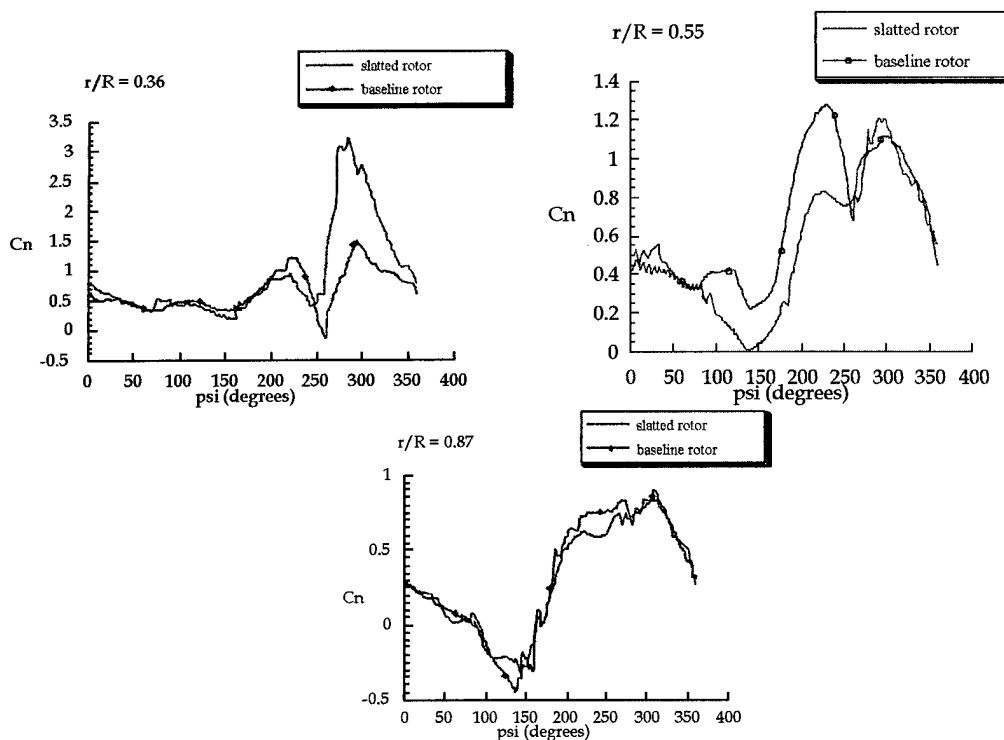 r/R = 0.36
slatted rotor
baseline rotor
3.5
3
2.5
2
1.5
1
0.5
0
-0.5
Cn
0 50 100 150 200 250 300 350 400
psi (degrees)
r/R = 0.55
slatted rotor
baseline rotor
1.4
1.2
1
0.8
0.6
0.4
0.2
0
Cn
0 50 100 150 200 250 300 350 400
psi (degrees)
r/R = 0.87
slatted rotor
baseline rotor
1
0.5
0
-0.5
Cn
0 50 100 150 200 250 300 350 400
psi (degrees)